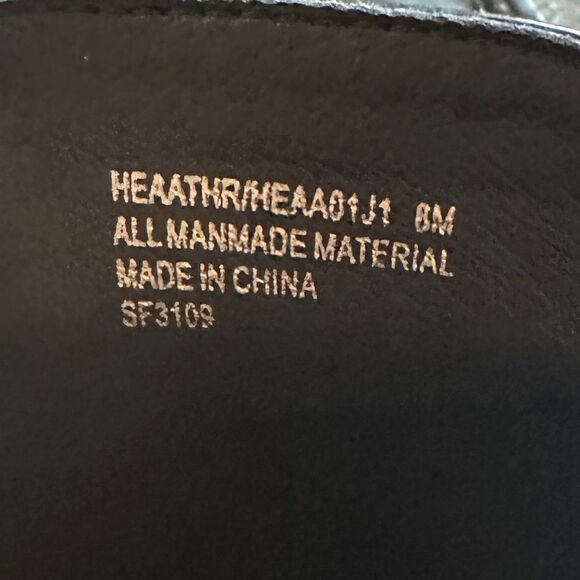 HEAATHR/HEAA01J1 8M
ALL MANMADE MATERIAL
MADE IN CHINA
SF3109